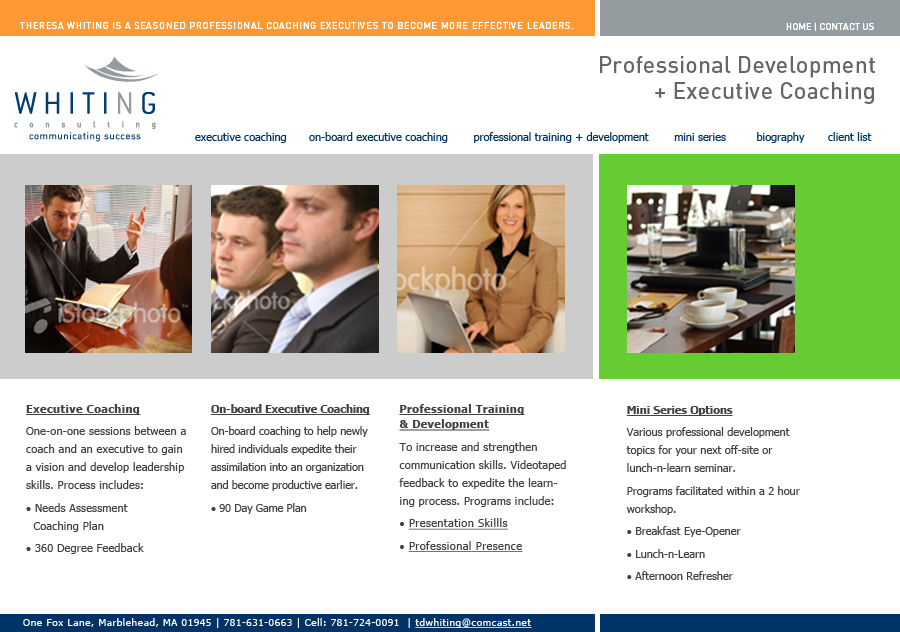 THERESA WHITING IS A SEASONED PROFESSIONAL COACHING EXECUTIVES TO BECOME MORE EFFECTIVE LEADERS.
HOME | CONTACT US
WHITING
consulting
communicating success
Professional Development
+ Executive Coaching
executive coaching on-board executive coaching professional training + development mini series biography client list
iStockphoto™
ckphoto
ockphoto
Executive Coaching
One-on-one sessions between a
coach and an executive to gain
a vision and develop leadership
skills. Process includes:
• Needs Assessment
Coaching Plan
• 360 Degree Feedback
On-board Executive Coaching
On-board coaching to help newly
hired individuals expedite their
assimilation into an organization
and become productive earlier.
• 90 Day Game Plan
Professional Training
& Development
To increase and strengthen
communication skills. Videotaped
feedback to expedite the learn-
ing process. Programs include:
• Presentation Skillls
• Professional Presence
Mini Series Options
Various professional development
topics for your next off-site or
lunch-n-learn seminar.
Programs facilitated within a 2 hour
workshop.
• Breakfast Eye-Opener
• Lunch-n-Learn
• Afternoon Refresher
One Fox Lane, Marblehead, MA 01945 | 781-631-0663 | Cell: 781-724-0091 | tdwhiting@comcast.net